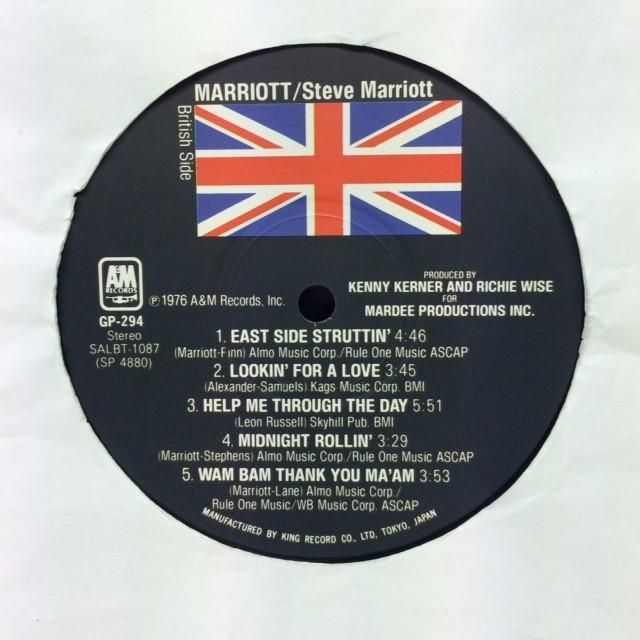 MARRIOTT/Steve Marriott
British Side
A&M
RECORDS
GP-294
Stereo
SALBT-1087
(SP 4880)
℗1976 A&M Records, Inc.
PRODUCED BY
KENNY KERNER AND RICHIE WISE
FOR
MARDEE PRODUCTIONS INC.
1. EAST SIDE STRUTTIN' 4:46
(Marriott-Finn) Almo Music Corp./Rule One Music ASCAP
2. LOOKIN' FOR A LOVE 3:45
(Alexander-Samuels) Kags Music Corp. BMI
3. HELP ME THROUGH THE DAY 5:51
(Leon Russell) Skyhill Pub. BMI
4. MIDNIGHT ROLLIN' 3:29
(Marriott-Stephens) Almo Music Corp./Rule One Music ASCAP
5. WAM BAM THANK YOU MA'AM 3:53
(Marriott-Lane) Almo Music Corp./
Rule One Music/WB Music Corp. ASCAP
MANUFACTURED BY KING RECORD CO., LTD, TOKYO, JAPAN